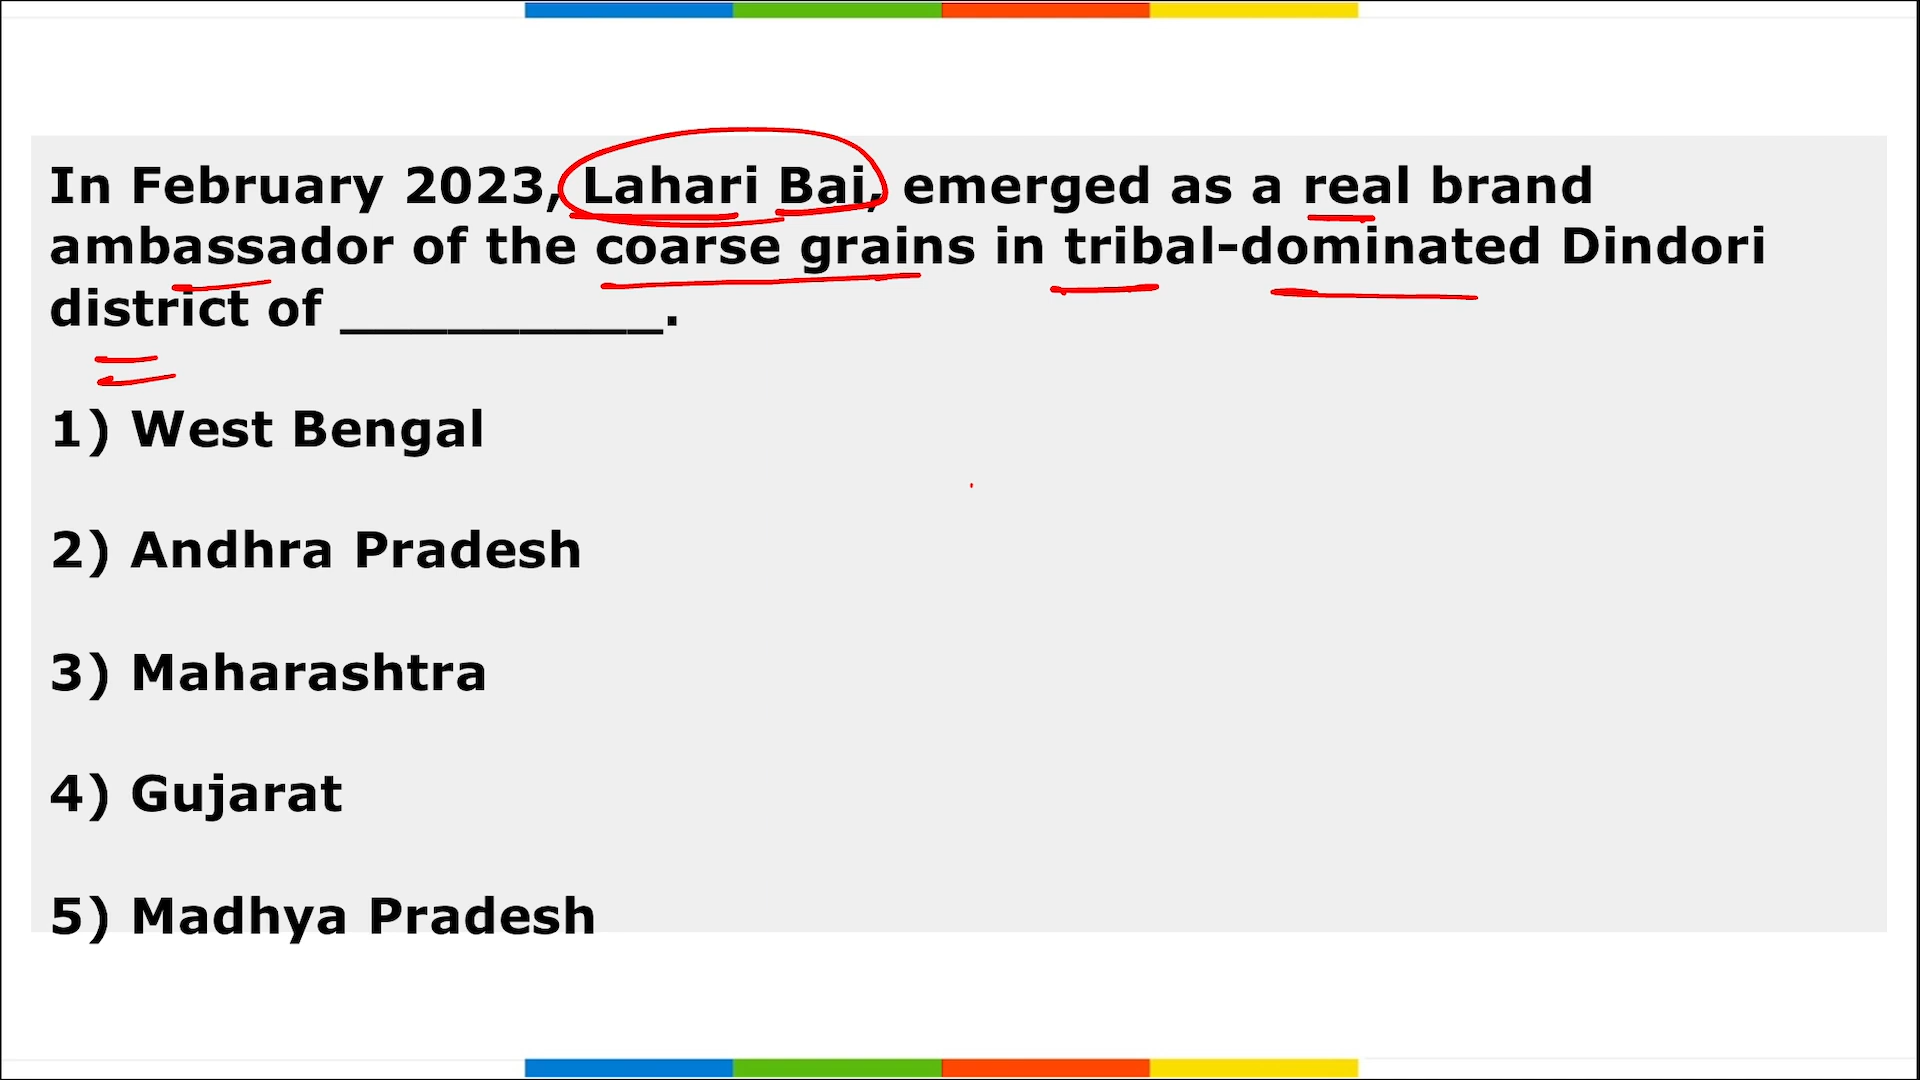 In February 2023, Lahari Bai, emerged as a real brand
ambassador of the coarse grains in tribal-dominated Dindori
district of __________.
1) West Bengal
2) Andhra Pradesh
3) Maharashtra
4) Gujarat
5) Madhya Pradesh